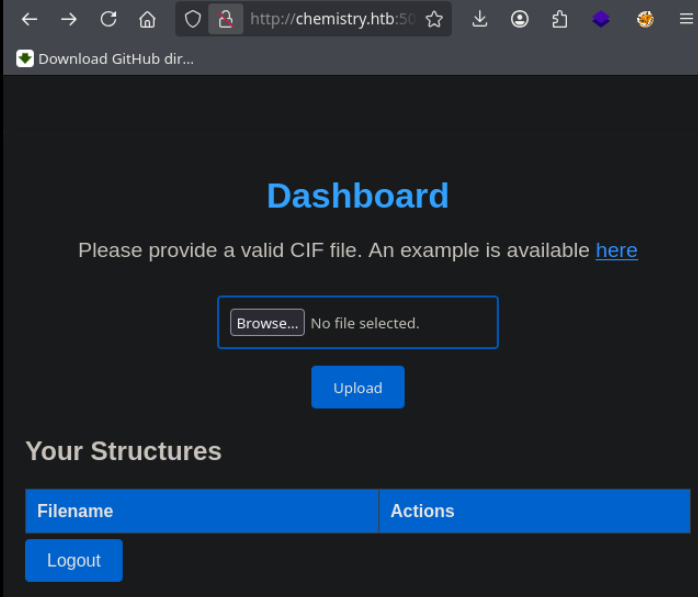 http://chemistry.htb:50
Download GitHub dir...
Dashboard
Please provide a valid CIF file. An example is available here
Browse... No file selected.
Upload
Your Structures
Filename Actions
Logout